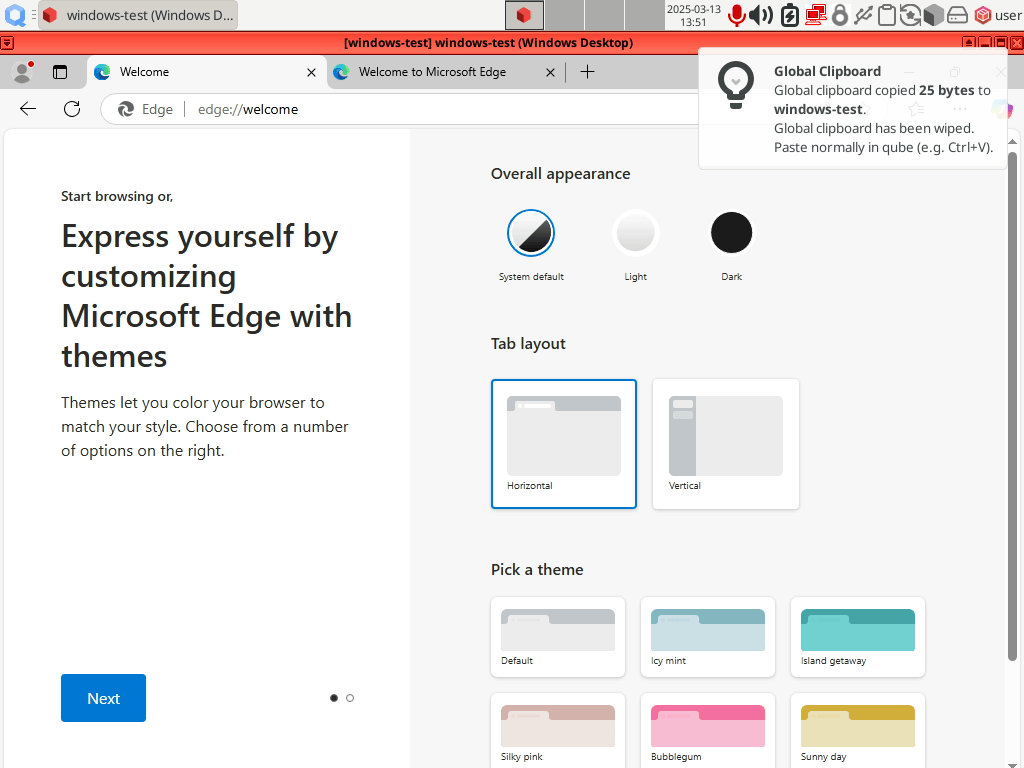 windows-test (Windows D...
2025-03-13
13:51
user
[windows-test] windows-test (Windows Desktop)
Welcome
Welcome to Microsoft Edge
Edge
edge://welcome
Global Clipboard
Global clipboard copied 25 bytes to
windows-test.
Global clipboard has been wiped.
Paste normally in qube (e.g. Ctrl+V).
Start browsing or,
Express yourself by
customizing
Microsoft Edge with
themes
Themes let you color your browser to
match your style. Choose from a number
of options on the right.
Next
Overall appearance
System default
Light
Dark
Tab layout
Horizontal
Vertical
Pick a theme
Default
Icy mint
Island getaway
Silky pink
Bubblegum
Sunny day